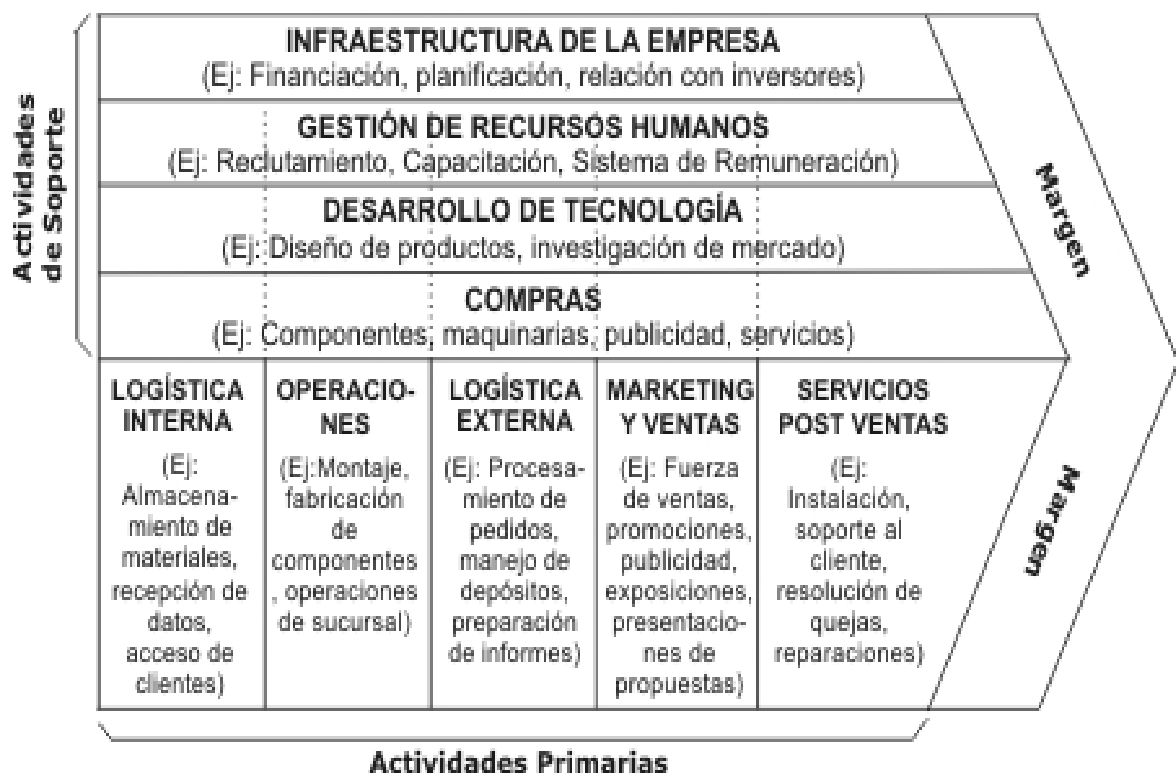 Actividades
de Soporte
INFRAESTRUCTURA DE LA EMPRESA
(Ej: Financiación, planificación, relación con inversores)
GESTIÓN DE RECURSOS HUMANOS
(Ej: Reclutamiento, Capacitación, Sistema de Remuneración)
DESARROLLO DE TECNOLOGÍA
(Ej: Diseño de productos, investigación de mercado)
COMPRAS
(Ej: Componentes, maquinarias, publicidad, servicios)
Margen
LOGÍSTICA
INTERNA
(Ej:
Almacena-
miento de
materiales,
recepción de
datos,
acceso de
clientes)
OPERACIO-
NES
(Ej:Montaje,
fabricación
de
componentes
, operaciones
de sucursal)
LOGÍSTICA
EXTERNA
(Ej: Procesa-
miento de
pedidos,
manejo de
depósitos,
preparación
de informes)
MARKETING
Y VENTAS
(Ej: Fuerza
de ventas,
promociones,
publicidad,
exposiciones,
presentacio-
nes de
propuestas)
SERVICIOS
POST VENTAS
(Ej:
Instalación,
soporte al
cliente,
resolución de
quejas,
reparaciones)
Margen
Actividades Primarias